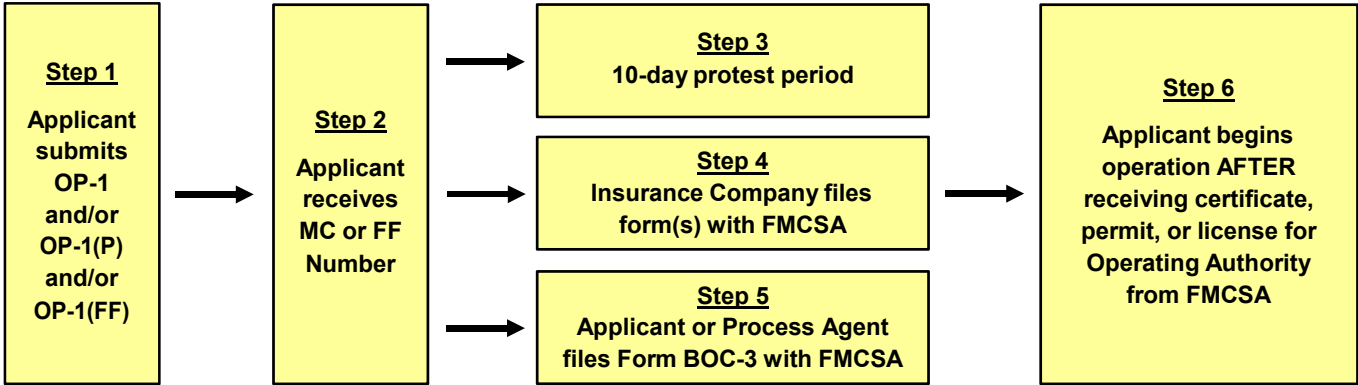 Step 1
Applicant
submits
OP-1
and/or
OP-1(P)
and/or
OP-1(FF)
Step 2
Applicant
receives
MC or FF
Number
Step 3
10-day protest period
Step 4
Insurance Company files
form(s) with FMCSA
Step 5
Applicant or Process Agent
files Form BOC-3 with FMCSA
Step 6
Applicant begins
operation AFTER
receiving certificate,
permit, or license for
Operating Authority
from FMCSA